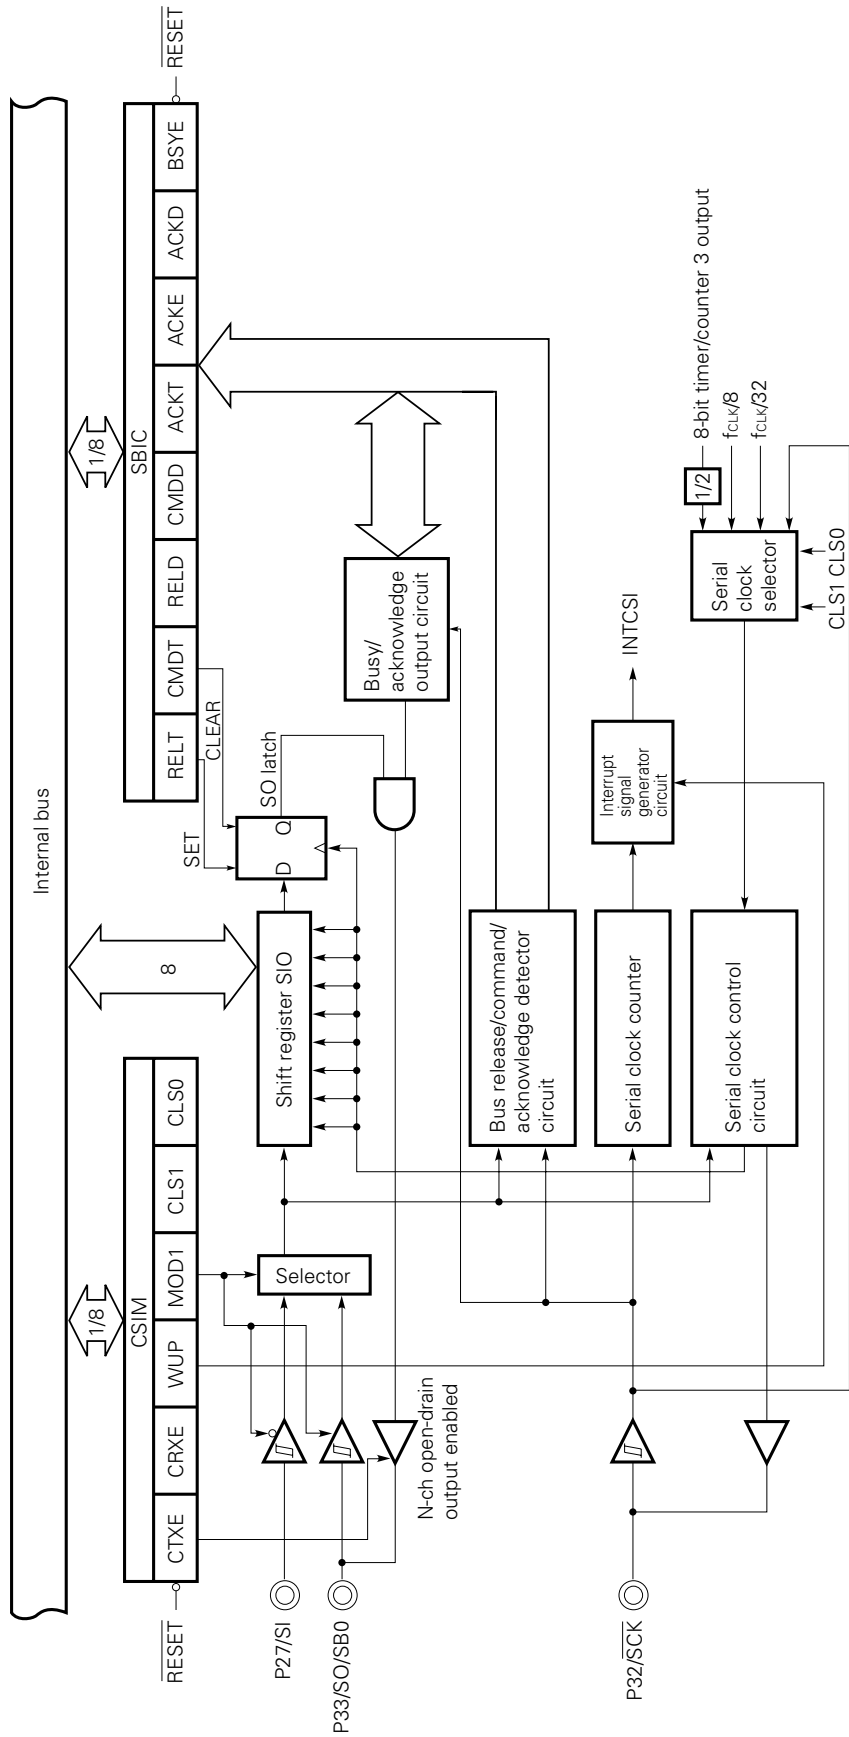 Internal bus
RESET
1/8
CSIM
CTXE
CRXE
WUP
MOD1
CLS1
CLS0
8
1/8
SBIC
RELT
CMDT
RELD
CMDD
ACKT
ACKE
ACKD
BSYE
RESET
SET
CLEAR
P27/SI
P33/SO/SB0
Selector
Shift register SIO
D
Q
SO latch
N-ch open-drain
output enabled
Busy/
acknowledge
output circuit
Bus release/command/
acknowledge detector
circuit
P32/SCK
Serial clock counter
Interrupt
signal
generator
circuit
INTCSI
Serial clock control
circuit
Serial
clock
selector
1/2
8-bit timer/counter 3 output
fCLK/8
fCLK/32
CLS1 CLS0